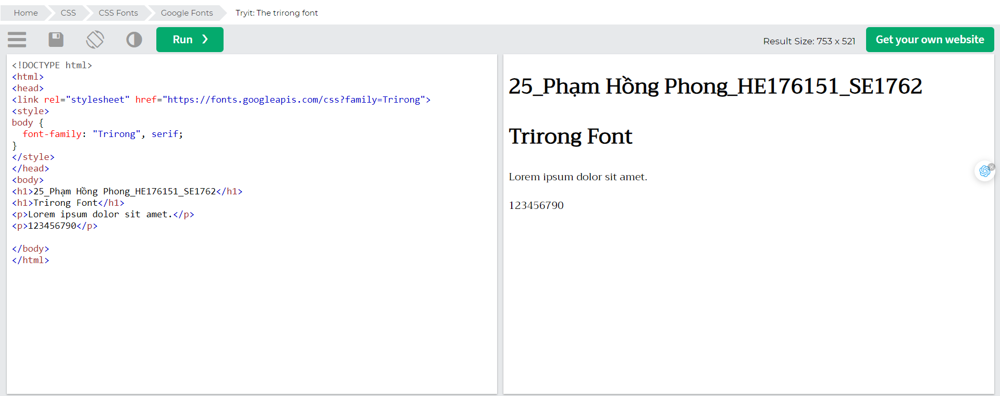 Home CSS CSS Fonts Google Fonts Tryit: The trirong font
Run ❯ Result Size: 753 x 521 Get your own website
<!DOCTYPE html>
<html>
<head>
<link rel="stylesheet" href="https://fonts.googleapis.com/css?family=Trirong">
<style>
body {
  font-family: "Trirong", serif;
}
</style>
</head>
<body>
<h1>25_Phạm Hồng Phong_HE176151_SE1762</h1>
<h1>Trirong Font</h1>
<p>Lorem ipsum dolor sit amet.</p>
<p>123456790</p>
</body>
</html>
25_Phạm Hồng Phong_HE176151_SE1762
Trirong Font
Lorem ipsum dolor sit amet.
123456790